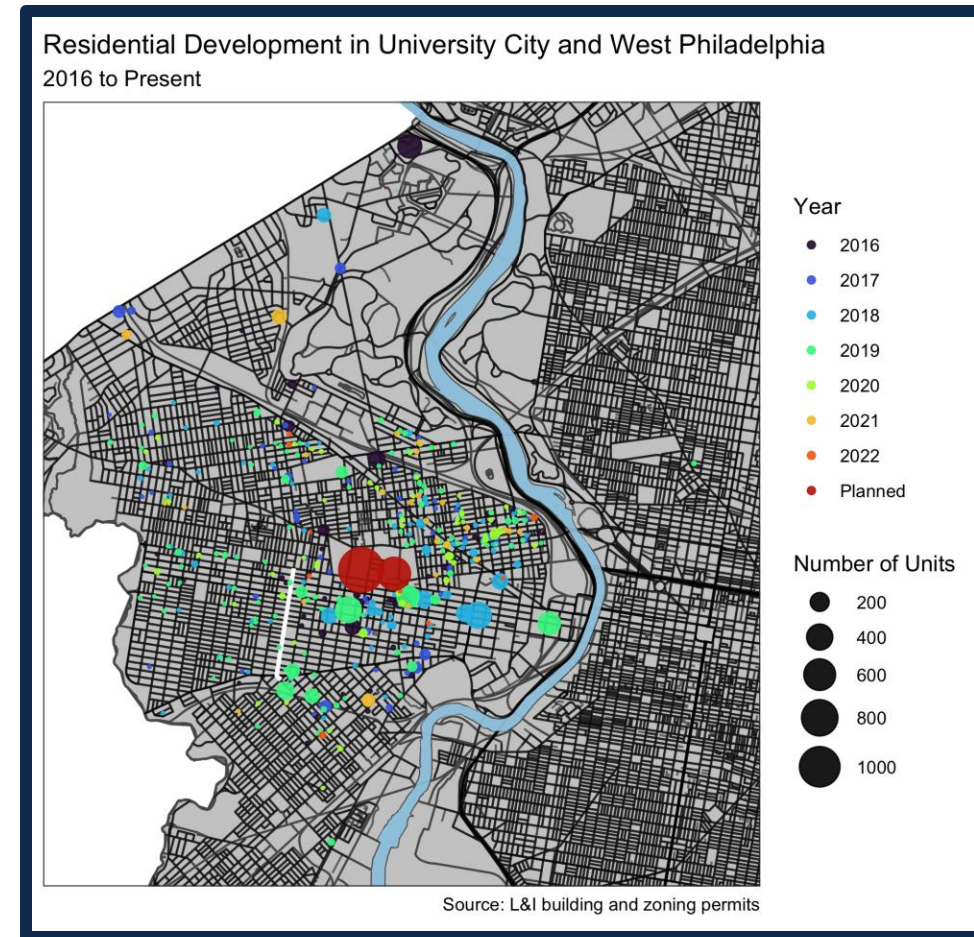 Residential Development in University City and West Philadelphia
2016 to Present
Year
2016
2017
2018
2019
2020
2021
2022
Planned
Number of Units
200
400
600
800
1000
Source: L&I building and zoning permits